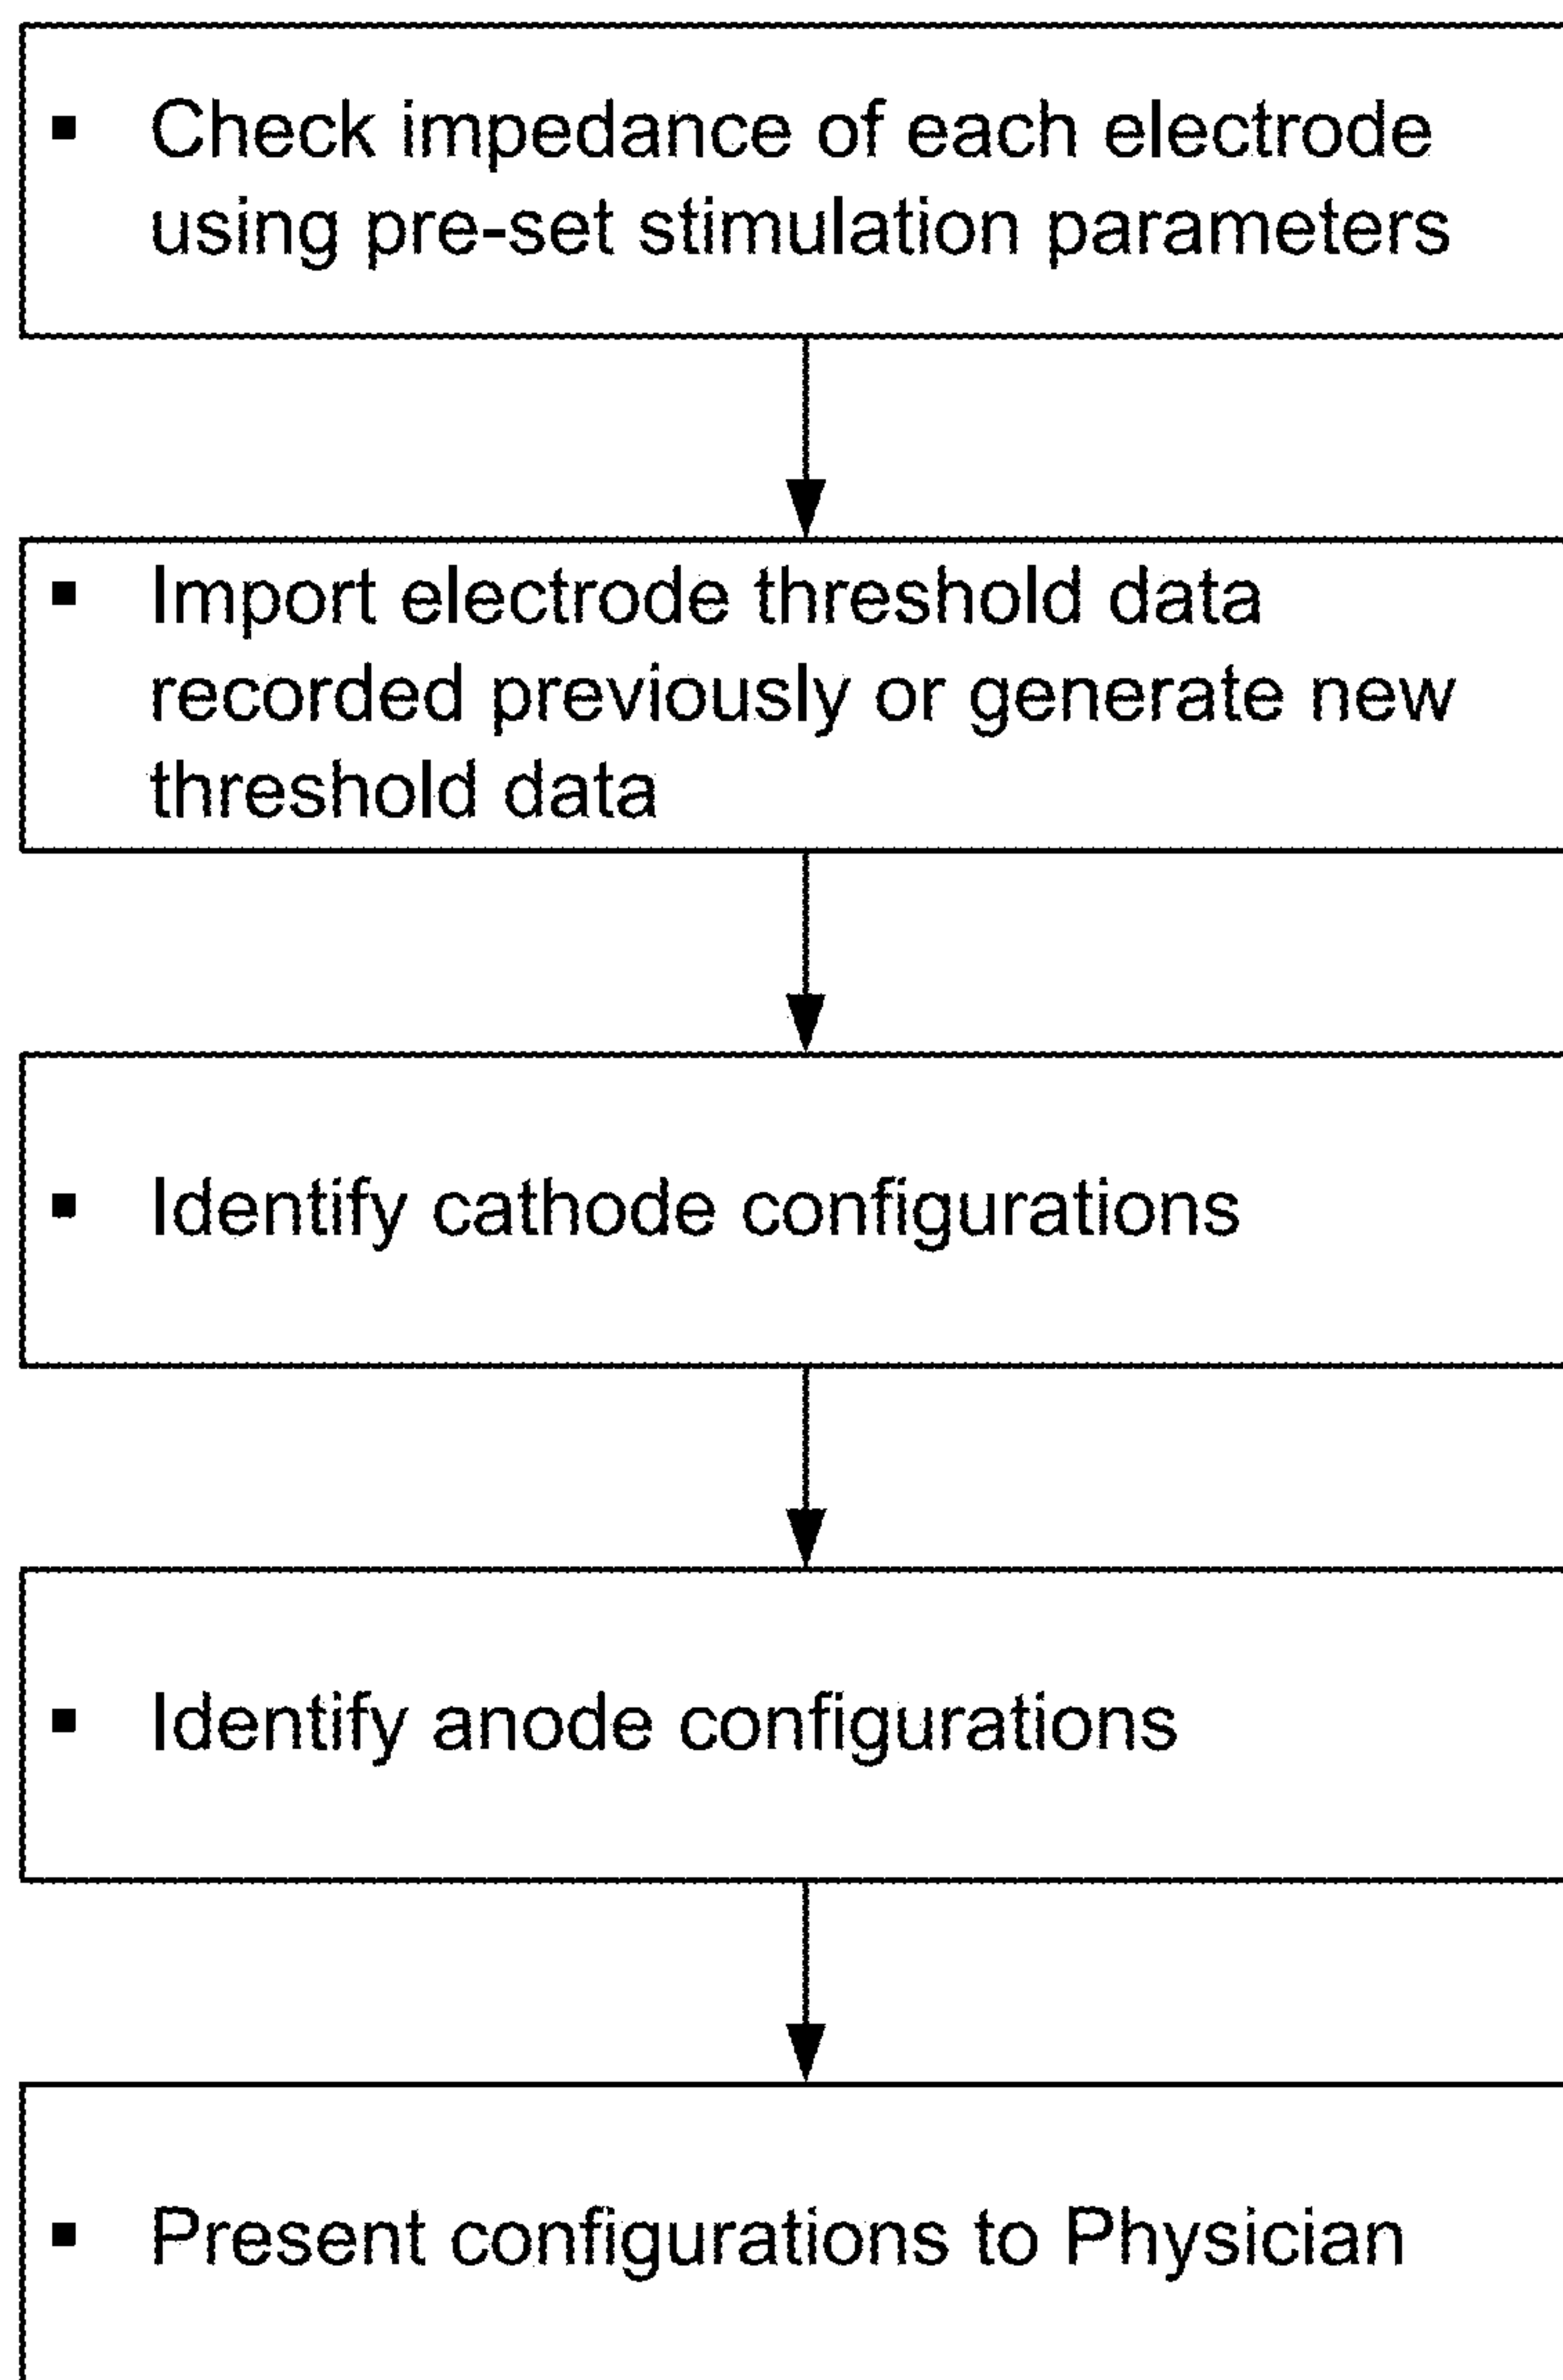 ▪ Check impedance of each electrode
using pre-set stimulation parameters
▪ Import electrode threshold data
recorded previously or generate new
threshold data
▪ Identify cathode configurations
▪ Identify anode configurations
▪ Present configurations to Physician